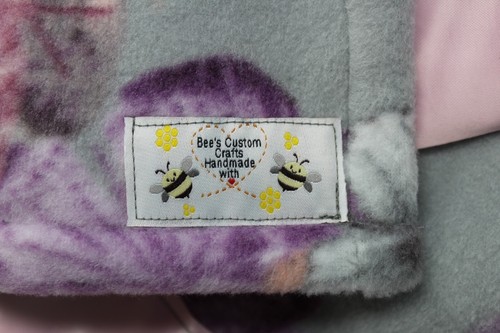 Bee's Custom
Crafts
Handmade
with